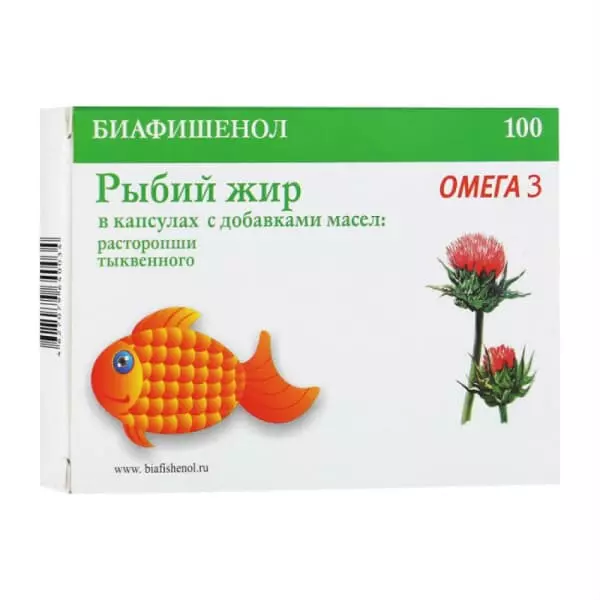 БИАФИШЕНОЛ 100
Рыбий жир ОМЕГА 3
в капсулах с добавками масел:
расторопши
тыквенного
www. biafishenol.ru